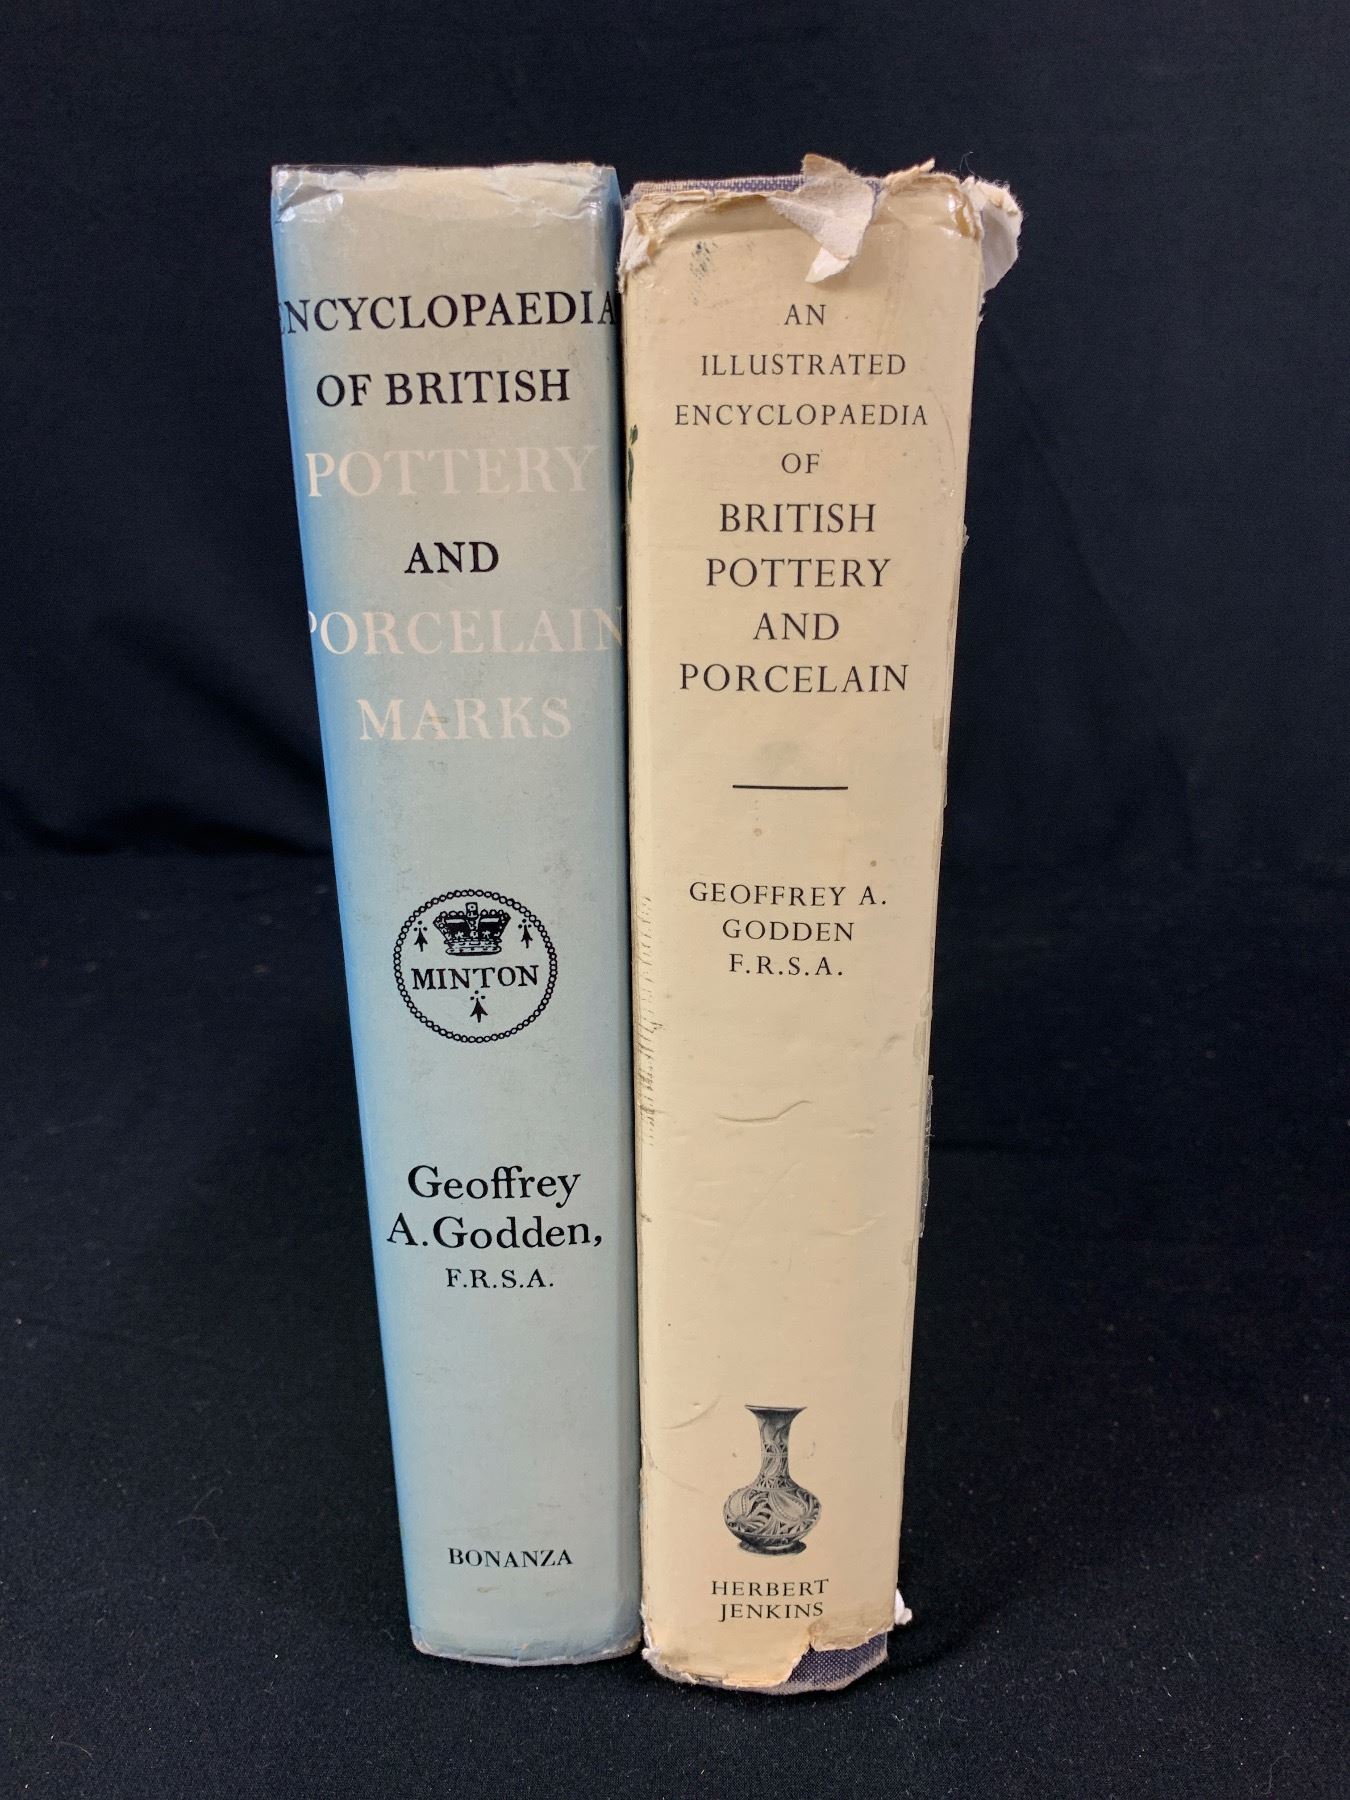 ENCYCLOPAEDIA
OF BRITISH
POTTERY
AND
PORCELAIN
MARKS
MINTON
Geoffrey
A. Godden,
F.R.S.A.
BONANZA
AN
ILLUSTRATED
ENCYCLOPAEDIA
OF
BRITISH
POTTERY
AND
PORCELAIN
GEOFFREY A.
GODDEN
F.R.S.A.
HERBERT
JENKINS